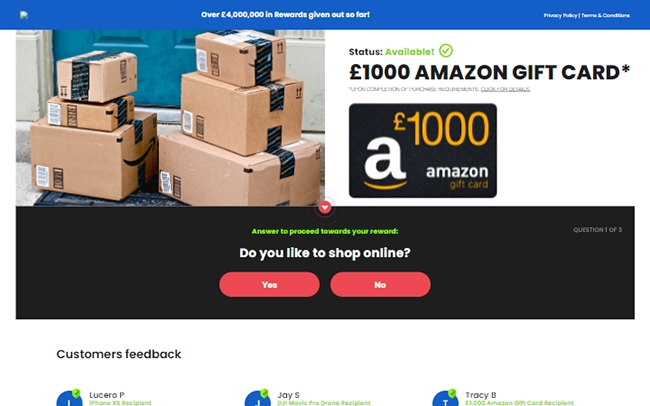 Over £4,000,000 in Rewards given out so far!
Privacy Policy | Terms & Conditions
Status: Available!
£1000 AMAZON GIFT CARD*
*UPON COMPLETION OF PURCHASE REQUIREMENTS. CLICK FOR DETAILS.
£1000
a
amazon
gift card
Answer to proceed towards your reward:
QUESTION 1 OF 3
Do you like to shop online?
Yes
No
Customers feedback
Lucero P
iPhone XS Recipient
Jay S
DJI Mavic Pro Drone Recipient
Tracy B
£1,000 Amazon Gift Card Recipient